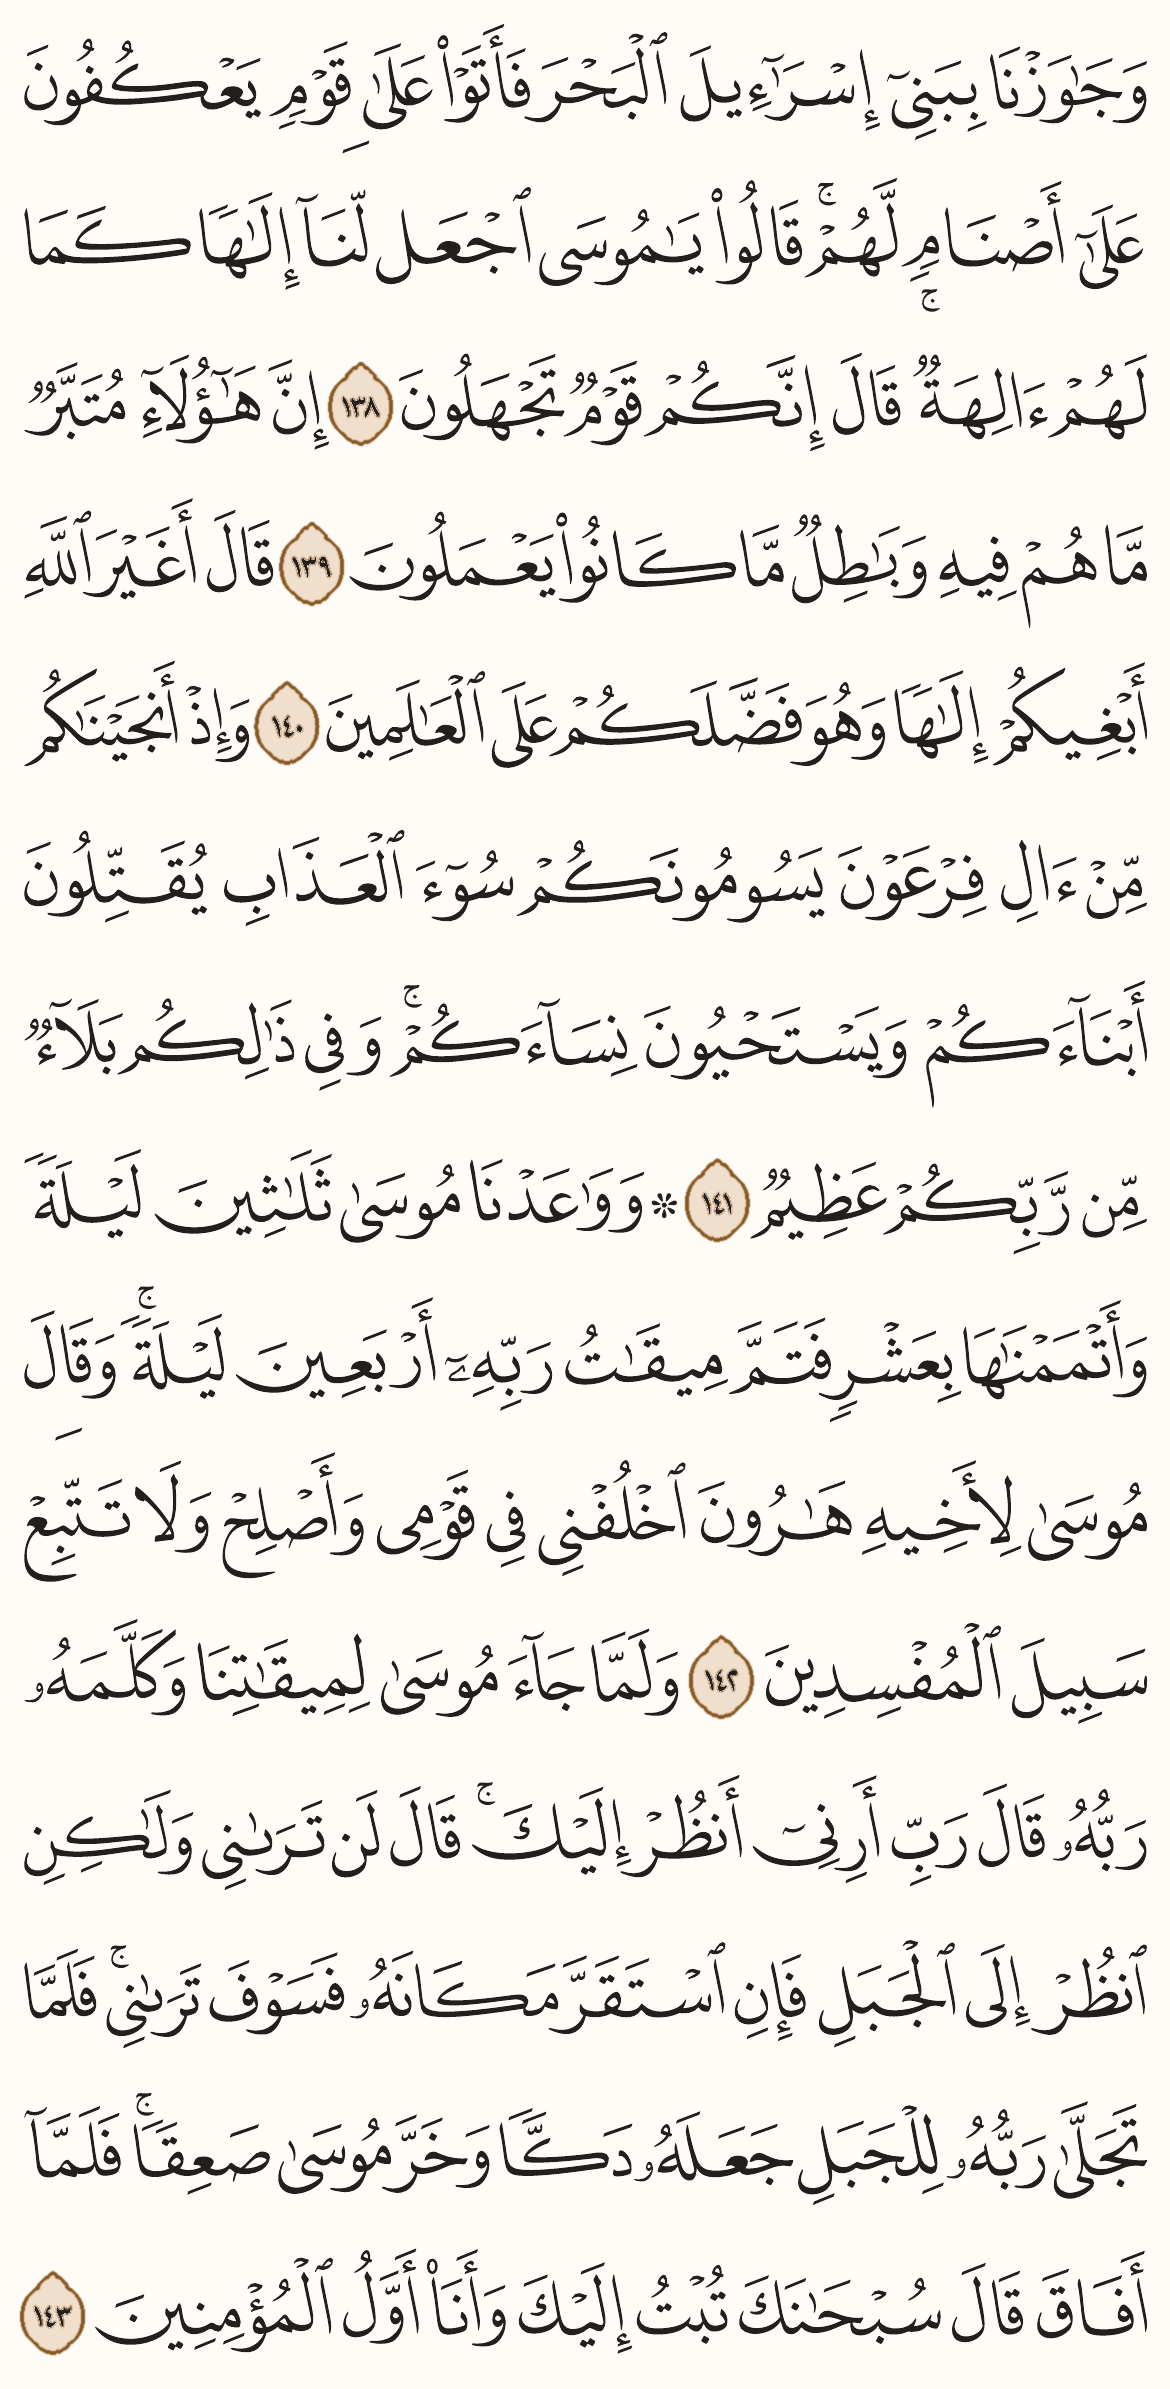 وَجَٰوَزْنَا بِبَنِىٓ إِسْرَٰٓءِيلَ ٱلْبَحْرَ فَأَتَوْا۟ عَلَىٰ قَوْمٍ يَعْكُفُونَ
عَلَىٰٓ أَصْنَامٍ لَّهُمْ ۚ قَالُوا۟ يَٰمُوسَى ٱجْعَل لَّنَآ إِلَٰهًا كَمَا
لَهُمْ ءَالِهَةٌ ۚ قَالَ إِنَّكُمْ قَوْمٌ تَجْهَلُونَ ١٣٨ إِنَّ هَٰٓؤُلَآءِ مُتَبَّرٌ
مَّا هُمْ فِيهِ وَبَٰطِلٌ مَّا كَانُوا۟ يَعْمَلُونَ ١٣٩ قَالَ أَغَيْرَ ٱللَّهِ
أَبْغِيكُمْ إِلَٰهًا وَهُوَ فَضَّلَكُمْ عَلَى ٱلْعَٰلَمِينَ ١٤٠ وَإِذْ أَنجَيْنَٰكُم
مِّنْ ءَالِ فِرْعَوْنَ يَسُومُونَكُمْ سُوٓءَ ٱلْعَذَابِ يُقَتِّلُونَ
أَبْنَآءَكُمْ وَيَسْتَحْيُونَ نِسَآءَكُمْ ۚ وَفِى ذَٰلِكُم بَلَآءٌ
مِّن رَّبِّكُمْ عَظِيمٌ ١٤١ ۞ وَوَٰعَدْنَا مُوسَىٰ ثَلَٰثِينَ لَيْلَةً
وَأَتْمَمْنَٰهَا بِعَشْرٍ فَتَمَّ مِيقَٰتُ رَبِّهِۦٓ أَرْبَعِينَ لَيْلَةً ۚ وَقَالَ
مُوسَىٰ لِأَخِيهِ هَٰرُونَ ٱخْلُفْنِى فِى قَوْمِى وَأَصْلِحْ وَلَا تَتَّبِعْ
سَبِيلَ ٱلْمُفْسِدِينَ ١٤٢ وَلَمَّا جَآءَ مُوسَىٰ لِمِيقَٰتِنَا وَكَلَّمَهُۥ
رَبُّهُۥ قَالَ رَبِّ أَرِنِىٓ أَنظُرْ إِلَيْكَ ۚ قَالَ لَن تَرَىٰنِى وَلَٰكِنِ
ٱنظُرْ إِلَى ٱلْجَبَلِ فَإِنِ ٱسْتَقَرَّ مَكَانَهُۥ فَسَوْفَ تَرَىٰنِى ۚ فَلَمَّا
تَجَلَّىٰ رَبُّهُۥ لِلْجَبَلِ جَعَلَهُۥ دَكًّا وَخَرَّ مُوسَىٰ صَعِقًا ۚ فَلَمَّآ
أَفَاقَ قَالَ سُبْحَٰنَكَ تُبْتُ إِلَيْكَ وَأَنَا۠ أَوَّلُ ٱلْمُؤْمِنِينَ ١٤٣